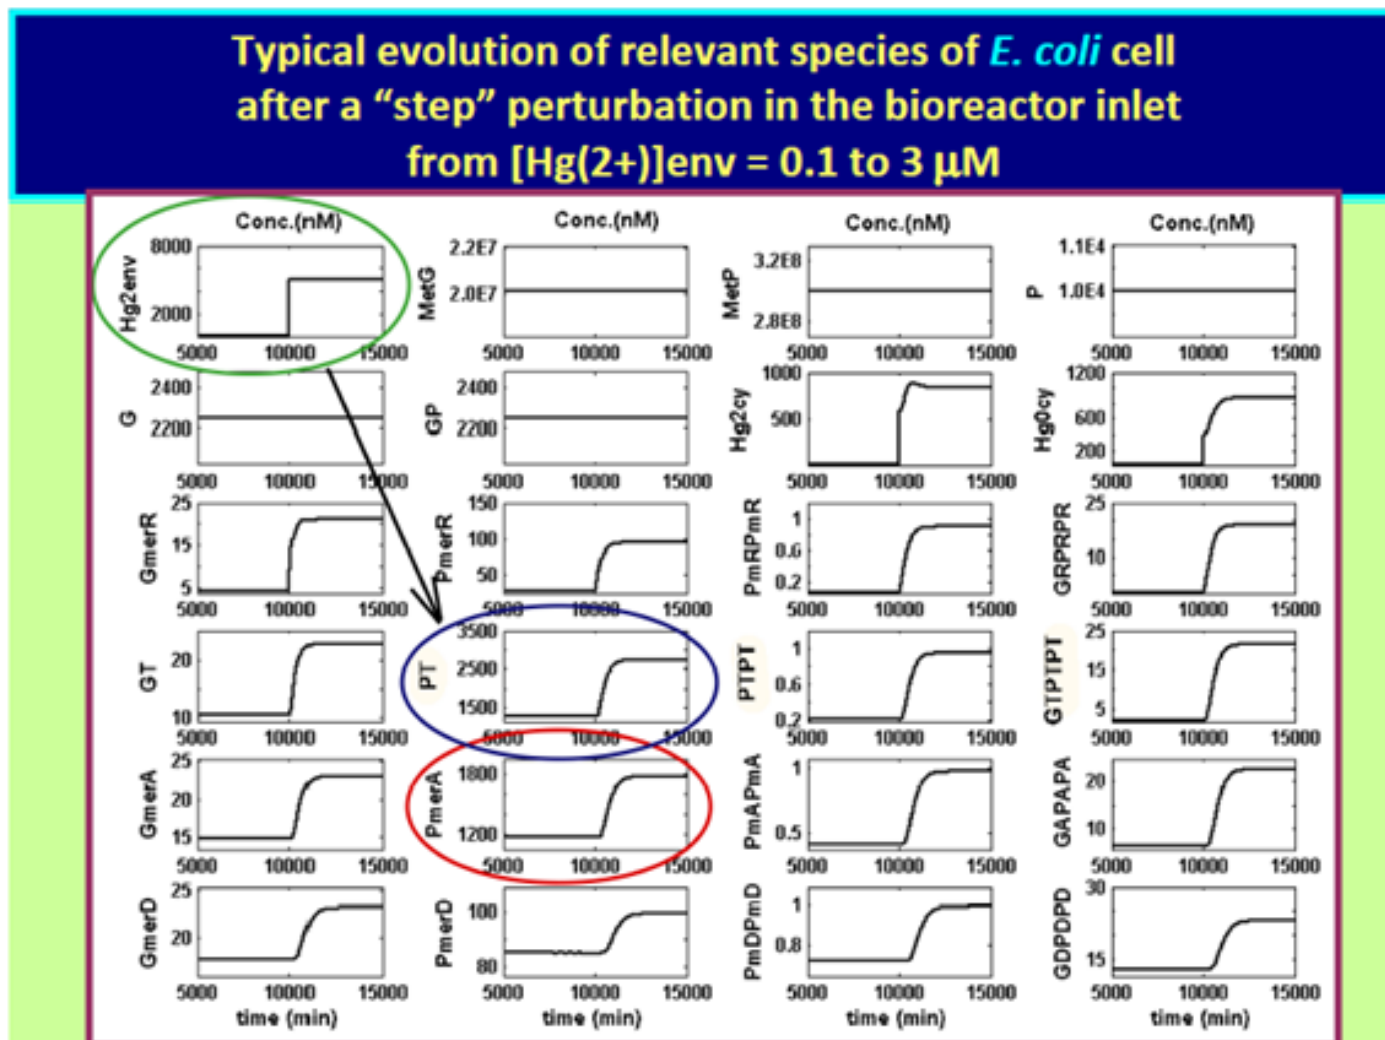 Typical evolution of relevant species of E. coli cell
after a “step” perturbation in the bioreactor inlet
from [Hg(2+)]env = 0.1 to 3 μM
Conc.(nM) Conc.(nM) Conc.(nM) Conc.(nM)
Hg2env 8000 2000 5000 10000 15000
MetG 2.2E7 2.0E7 5000 10000 15000
MetP 3.2E8 2.8E8 5000 10000 15000
P 1.1E4 1.0E4 5000 10000 15000
G 2400 2200 5000 10000 15000
GP 2400 2200 5000 10000 15000
Hg2cy 1000 500 5000 10000 15000
Hg0cy 1200 600 200 5000 10000 15000
GmerR 25 15 5 5000 10000 15000
PmerR 150 100 50 5000 10000 15000
PmRPmR 1 0.6 0.2 5000 10000 15000
GRPRPR 25 10 5000 10000 15000
GT 20 10 5000 10000 15000
PT 3500 2500 1500 5000 10000 15000
PTPT 1 0.6 0.2 5000 10000 15000
GTPTPT 25 15 5 5000 10000 15000
GmerA 25 20 15 5000 10000 15000
PmerA 1800 1200 5000 10000 15000
PmAPmA 1 0.5 5000 10000 15000
GAPAPA 20 10 5000 10000 15000
GmerD 25 20 5000 10000 15000
PmerD 100 80 5000 10000 15000
PmDPmD 1 0.8 5000 10000 15000
GDPDPD 30 15 5000 10000 15000
time (min) time (min) time (min) time (min)